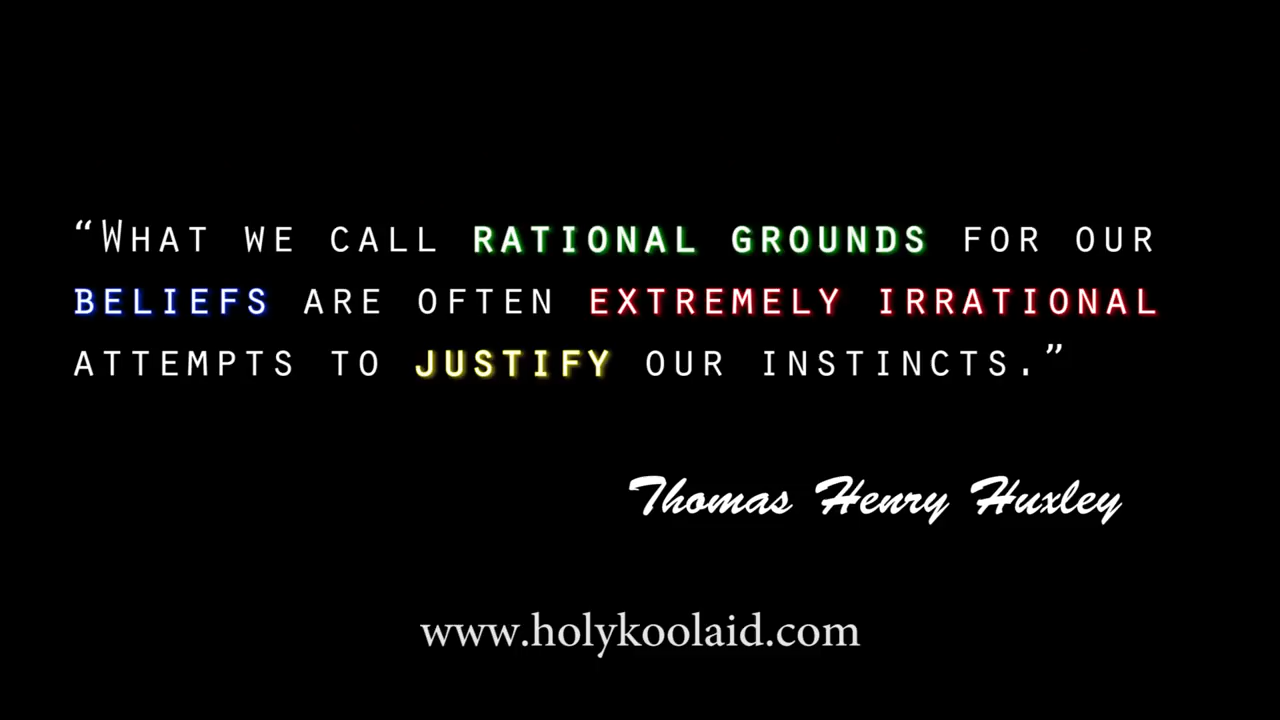 “What we call rational grounds for our
beliefs are often extremely irrational
attempts to justify our instincts.”
Thomas Henry Huxley
www.holykoolaid.com